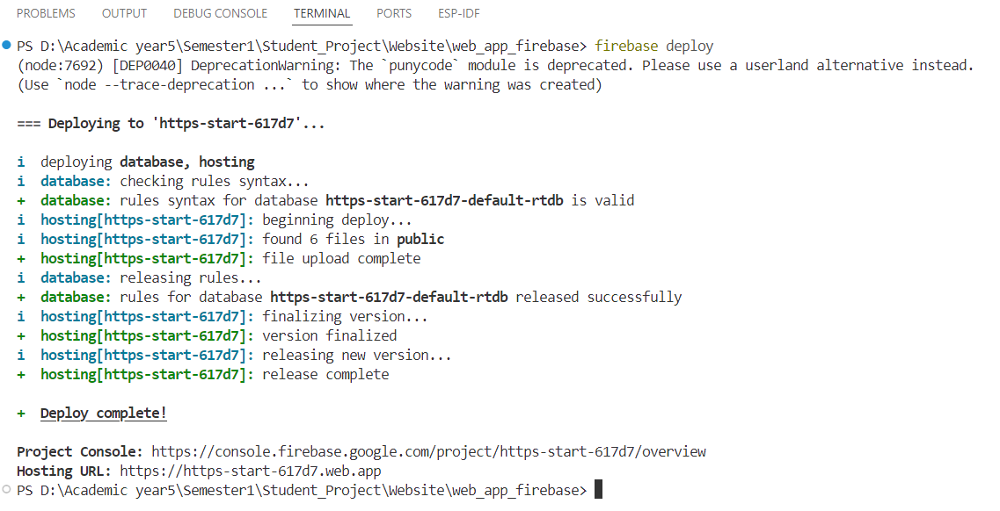 PROBLEMS OUTPUT DEBUG CONSOLE TERMINAL PORTS ESP-IDF
PS D:\Academic year5\Semester1\Student_Project\Website\web_app_firebase> firebase deploy
(node:7692) [DEP0040] DeprecationWarning: The `punycode` module is deprecated. Please use a userland alternative instead.
(Use `node --trace-deprecation ...` to show where the warning was created)
=== Deploying to 'https-start-617d7'...
i deploying database, hosting
i database: checking rules syntax...
+ database: rules syntax for database https-start-617d7-default-rtdb is valid
i hosting[https-start-617d7]: beginning deploy...
i hosting[https-start-617d7]: found 6 files in public
+ hosting[https-start-617d7]: file upload complete
i database: releasing rules...
+ database: rules for database https-start-617d7-default-rtdb released successfully
i hosting[https-start-617d7]: finalizing version...
+ hosting[https-start-617d7]: version finalized
i hosting[https-start-617d7]: releasing new version...
+ hosting[https-start-617d7]: release complete
+ Deploy complete!
Project Console: https://console.firebase.google.com/project/https-start-617d7/overview
Hosting URL: https://https-start-617d7.web.app
PS D:\Academic year5\Semester1\Student_Project\Website\web_app_firebase>